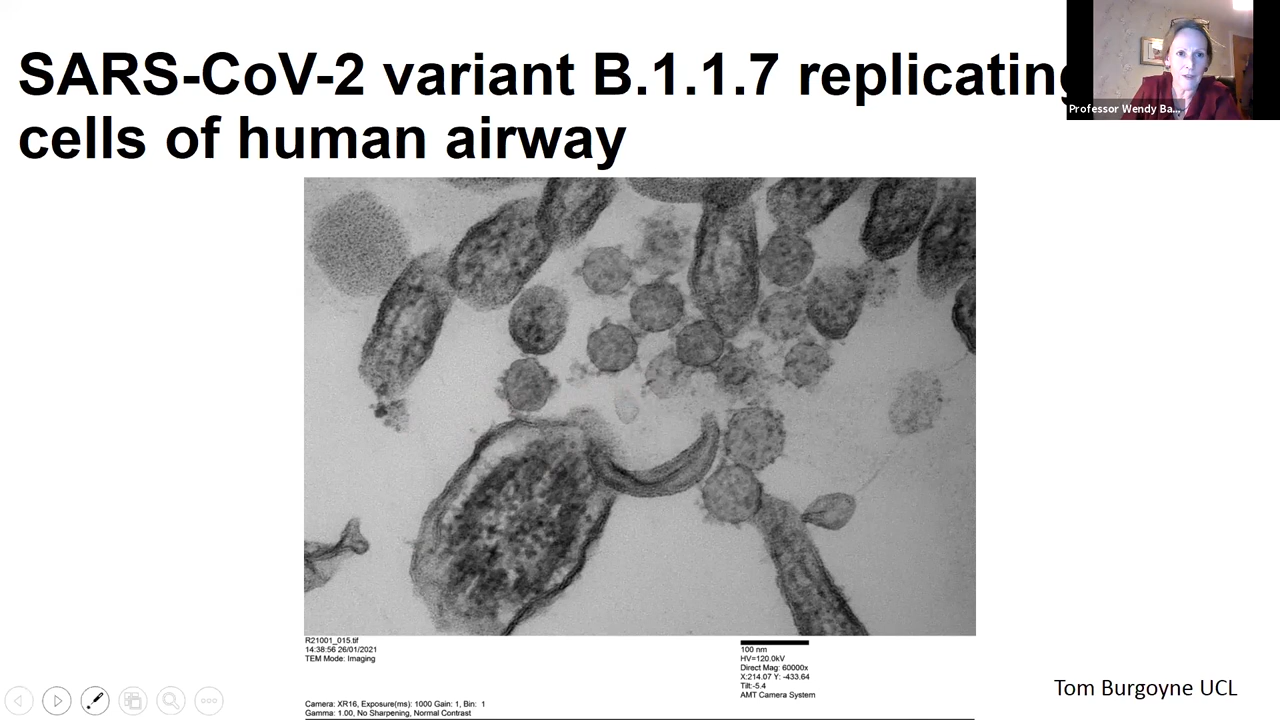 SARS-CoV-2 variant B.1.1.7 replicating
cells of human airway
Professor Wendy Ba...
R21001_015.tif
14:38:56 26/01/2021
TEM Mode: Imaging
100 nm
HV=120.0kV
Direct Mag: 60000x
X:214.07 Y: -433.64
Tilt:-5.4
AMT Camera System
Camera: XR16, Exposure(ms): 1000 Gain: 1, Bin: 1
Gamma: 1.00, No Sharpening, Normal Contrast
Tom Burgoyne UCL